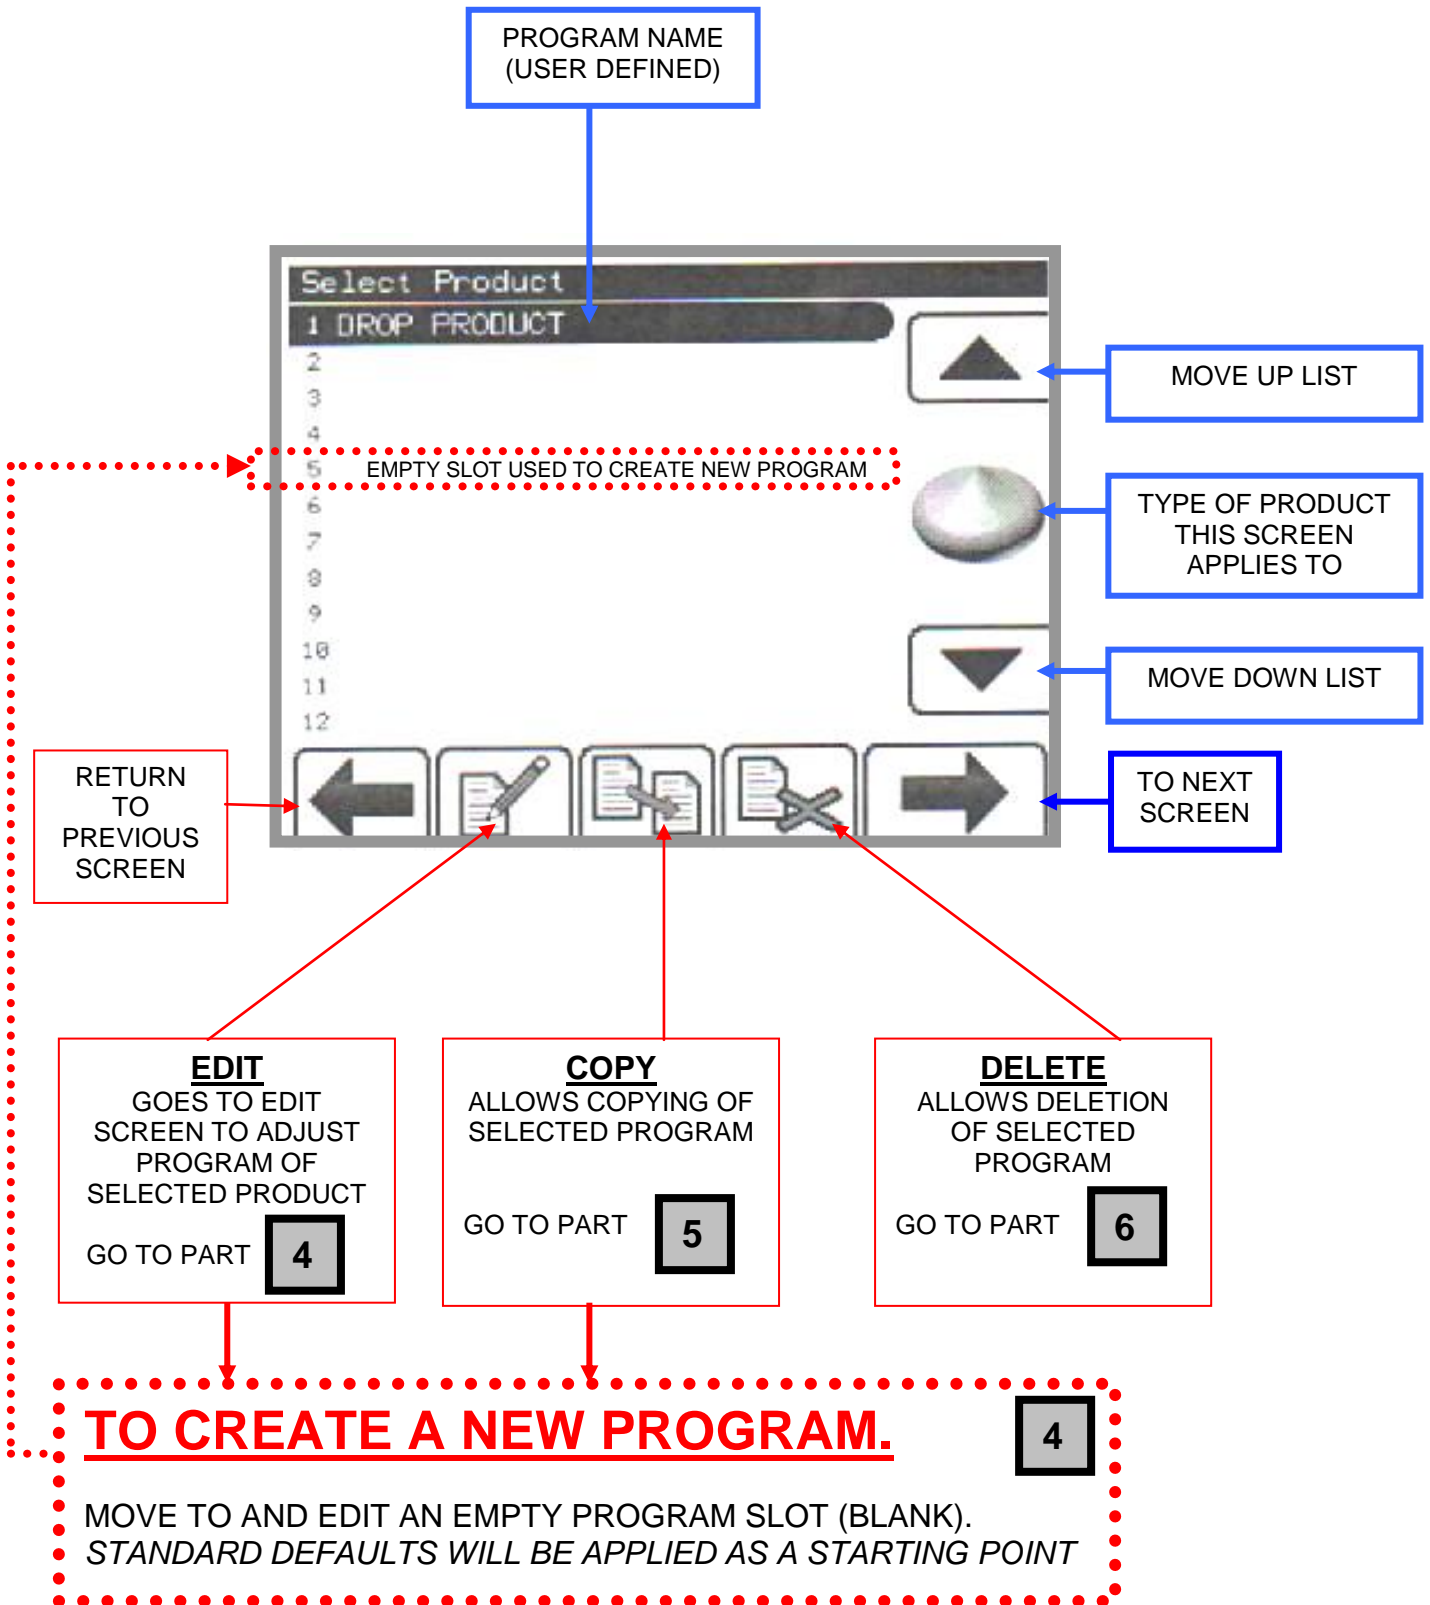 PROGRAM NAME
(USER DEFINED)
Select Product
1 DROP PRODUCT
2
3
4
5 EMPTY SLOT USED TO CREATE NEW PROGRAM
6
7
8
9
10
11
12
MOVE UP LIST
TYPE OF PRODUCT
THIS SCREEN
APPLIES TO
MOVE DOWN LIST
RETURN
TO
PREVIOUS
SCREEN
TO NEXT
SCREEN
EDIT
GOES TO EDIT
SCREEN TO ADJUST
PROGRAM OF
SELECTED PRODUCT
GO TO PART 4
COPY
ALLOWS COPYING OF
SELECTED PROGRAM
GO TO PART 5
DELETE
ALLOWS DELETION
OF SELECTED
PROGRAM
GO TO PART 6
TO CREATE A NEW PROGRAM. 4
MOVE TO AND EDIT AN EMPTY PROGRAM SLOT (BLANK).
STANDARD DEFAULTS WILL BE APPLIED AS A STARTING POINT